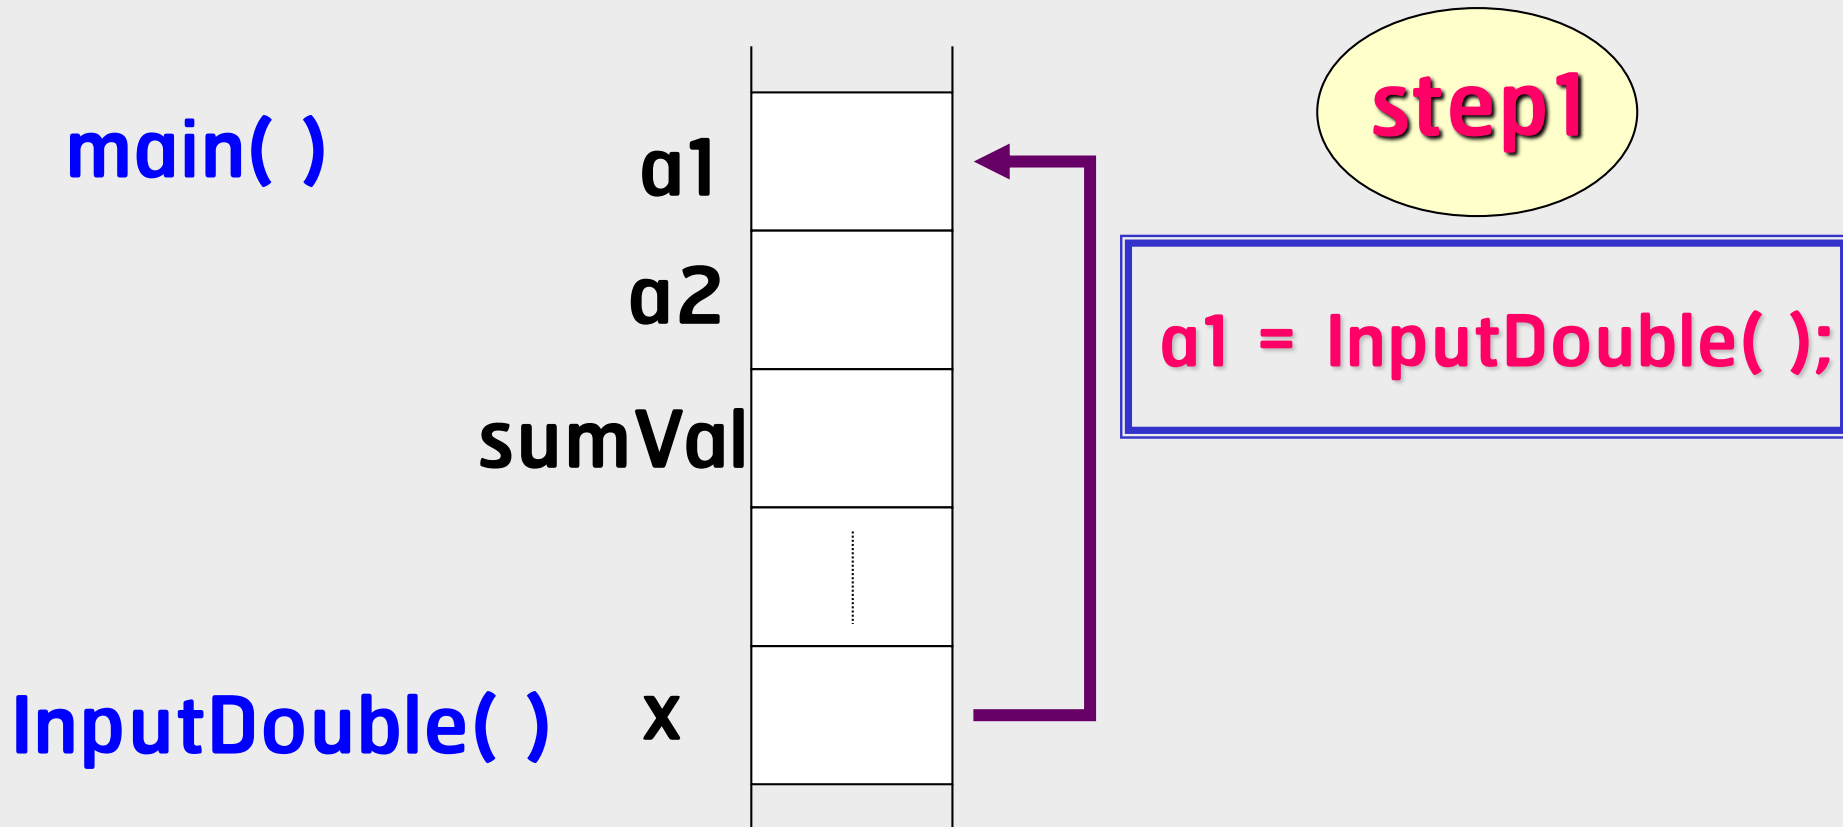 step1
main( )
a1
a2
a1 = InputDouble( );
sumVal
InputDouble( )
x